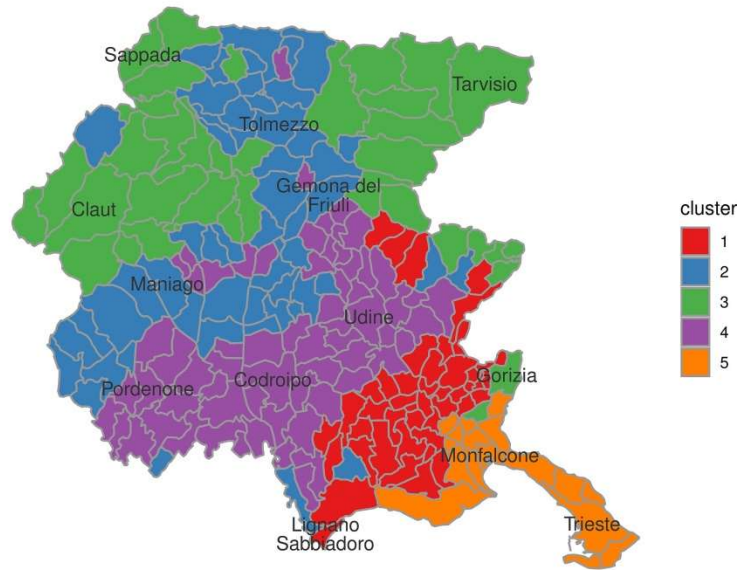 Sappada
Tarvisio
Tolmezzo
Gemona del
Friuli
Claut
cluster
1
2
3
4
5
Maniago
Udine
Pordenone
Codroipo
Gorizia
Monfalcone
Lignano
Sabbiadoro
Trieste